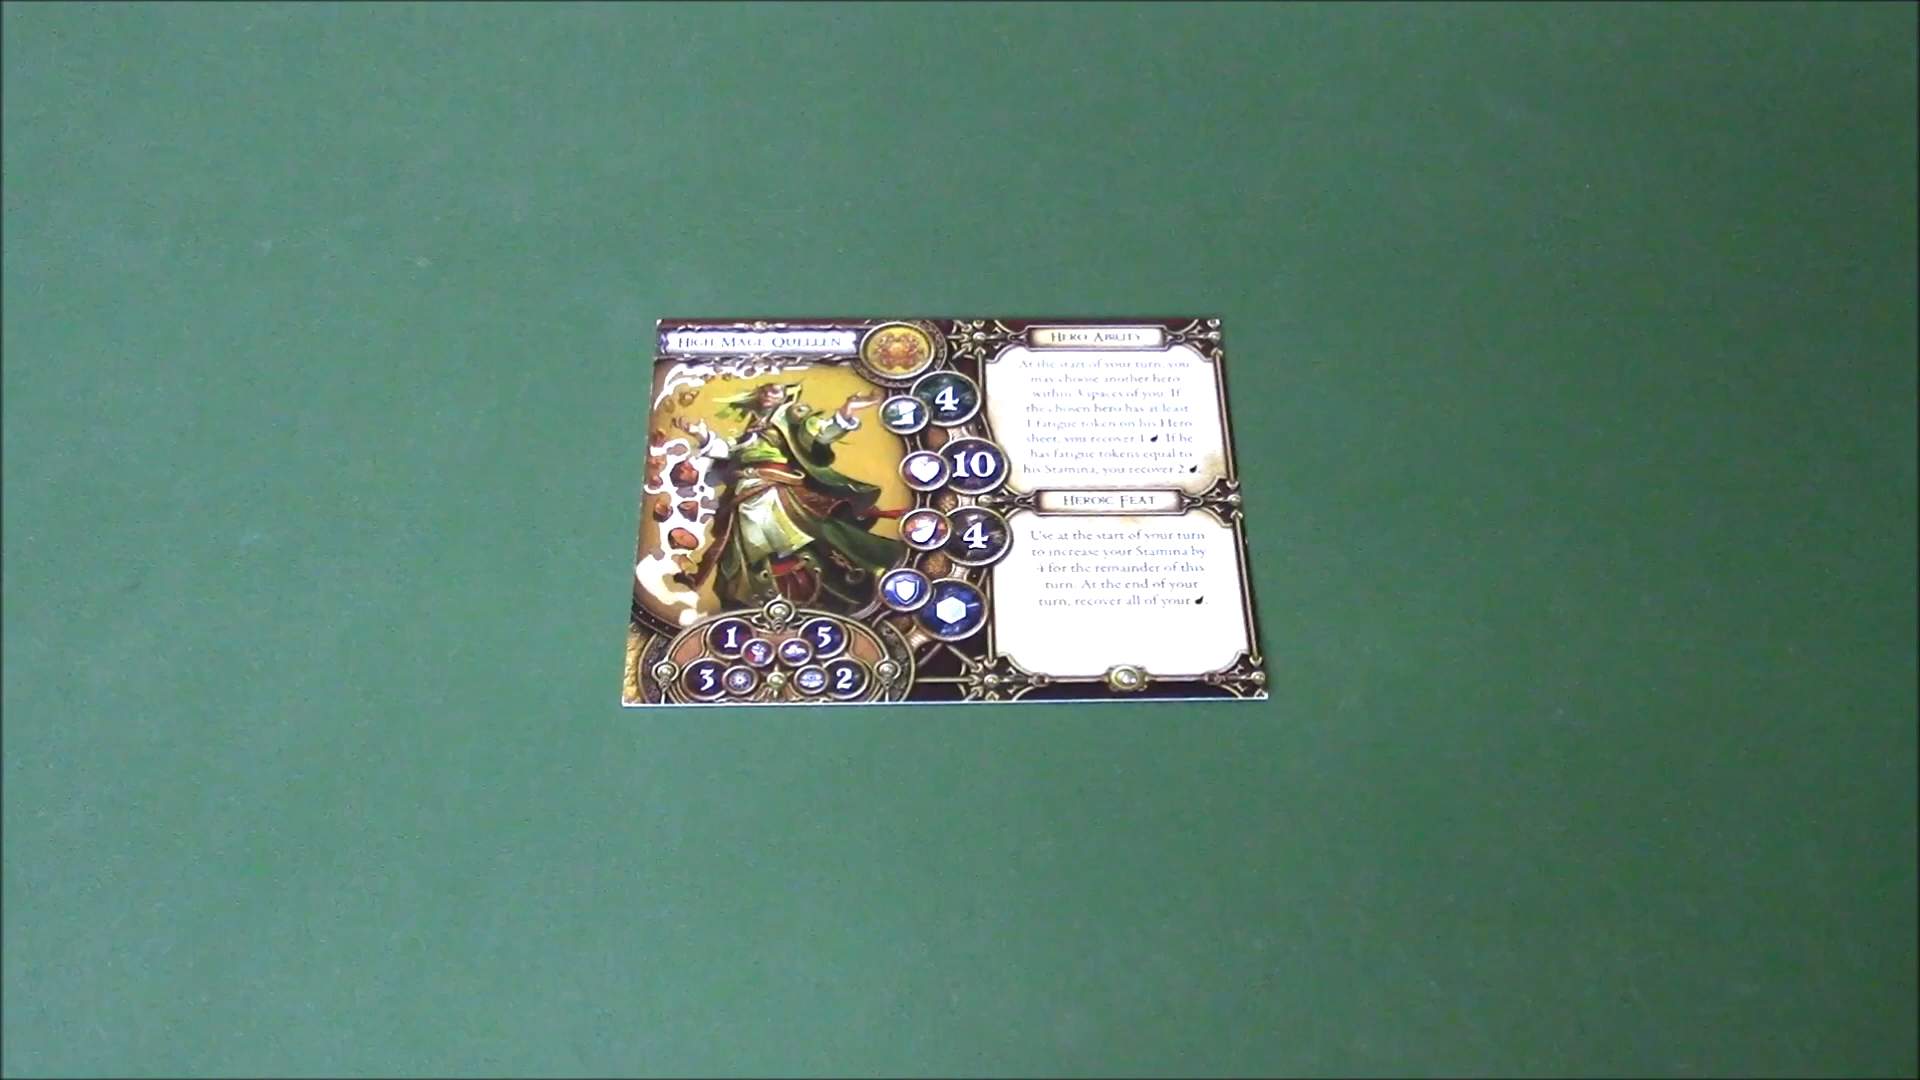 High Mage Quellen
4
10
4
1
5
3
2
Hero Ability
At the start of your turn, you
may choose another hero
within 3 spaces of you. If
the chosen hero has at least
1 fatigue token on his Hero
sheet, you recover 1 . If he
has fatigue tokens equal to
his Stamina, you recover 2 .
Heroic Feat
Use at the start of your turn
to increase your Stamina by
4 for the remainder of this
turn. At the end of your
turn, recover all of your .